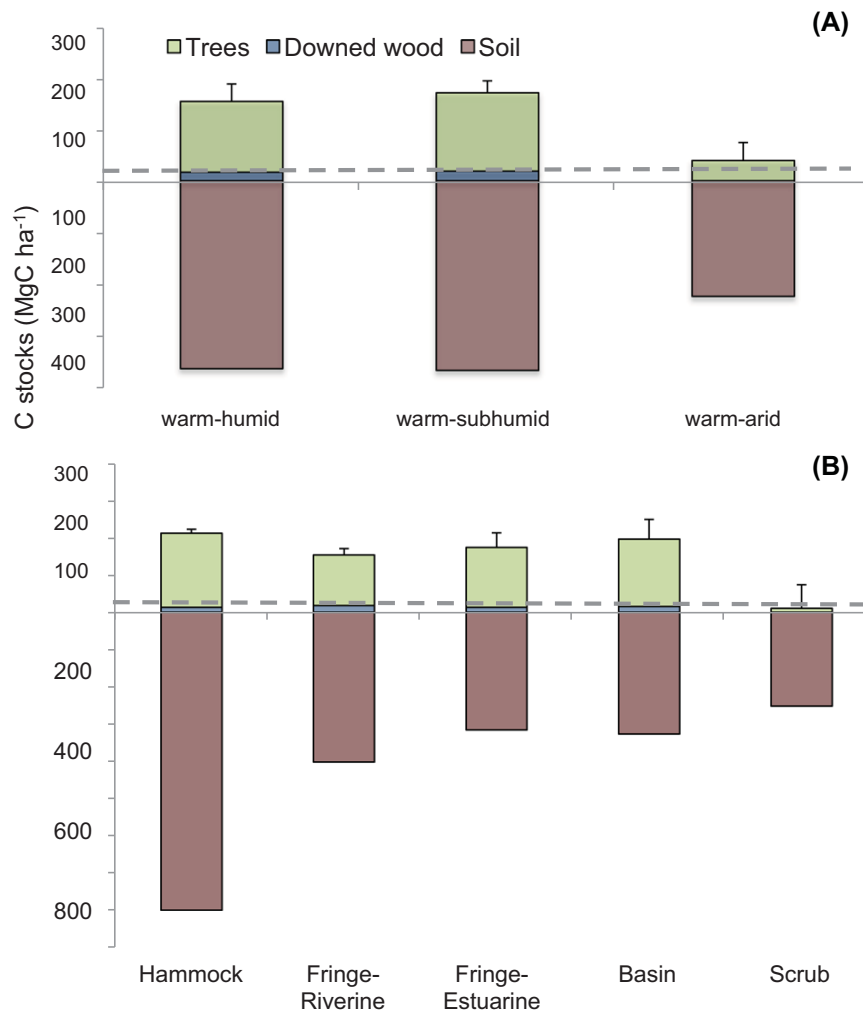 (A)
300
Trees Downed wood Soil
200
100
100
200
300
400
C stocks (MgC ha-1)
warm-humid warm-subhumid warm-arid
(B)
300
200
100
200
400
600
800
Hammock Fringe- Fringe- Basin Scrub
Riverine Estuarine